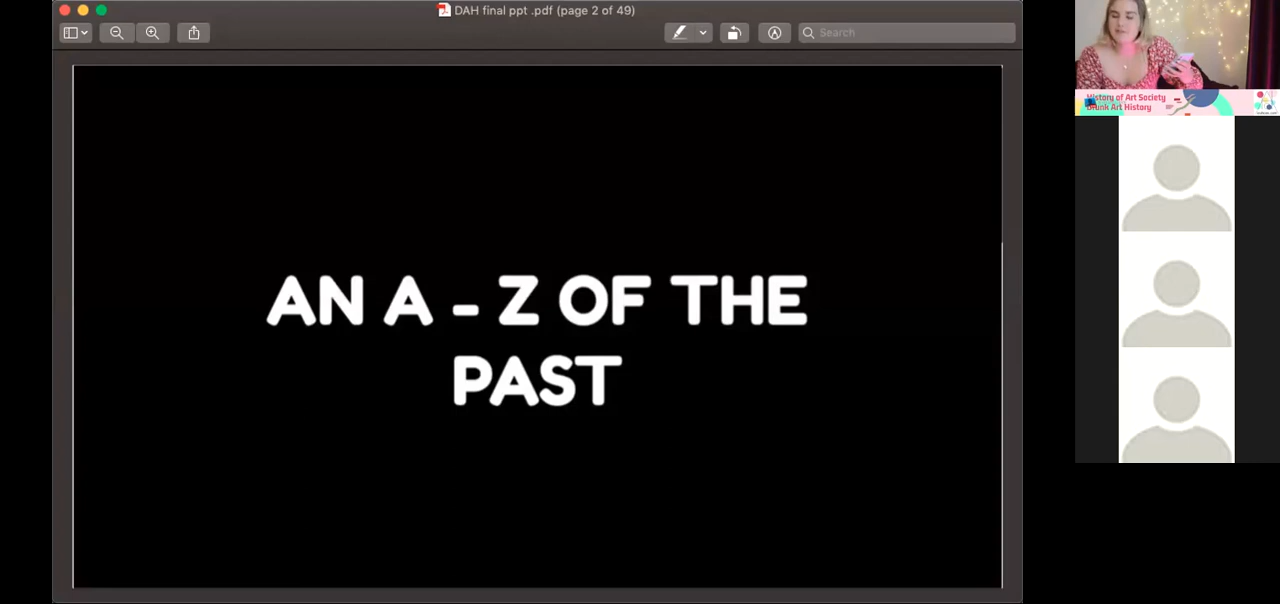 DAH final ppt .pdf (page 2 of 49)
Search
AN A - Z OF THE
PAST
History of Art Society
Drunk Art History